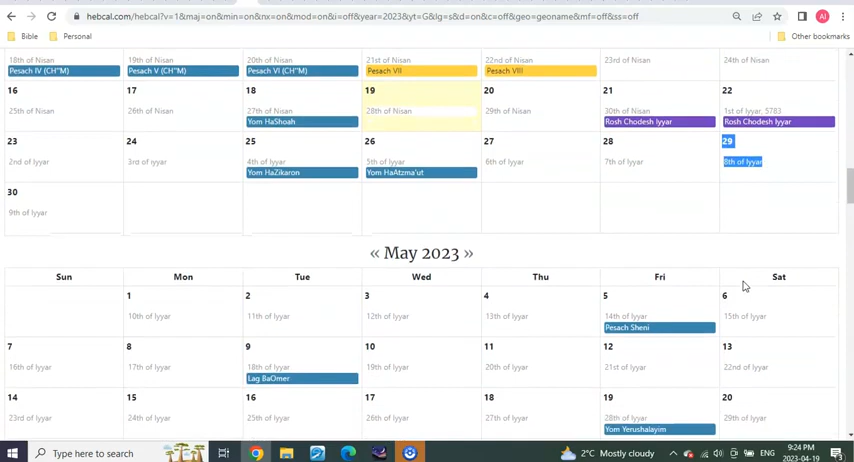 hebcal.com/hebcal?v=1&maj=on&min=on&nx=on&mod=on&i=off&year=2023&yt=G&lg=s&d=on&c=off&geo=geoname&mf=off&ss=off
AI
Bible Personal Other bookmarks
18th of Nisan 19th of Nisan 20th of Nisan 21st of Nisan 22nd of Nisan 23rd of Nisan 24th of Nisan
Pesach IV (CH"M) Pesach V (CH"M) Pesach VI (CH"M) Pesach VII Pesach VIII
16 17 18 19 20 21 22
25th of Nisan 26th of Nisan 27th of Nisan 28th of Nisan 29th of Nisan 30th of Nisan 1st of Iyyar, 5783
Yom HaShoah Rosh Chodesh Iyyar Rosh Chodesh Iyyar
23 24 25 26 27 28 29
2nd of Iyyar 3rd of Iyyar 4th of Iyyar 5th of Iyyar 6th of Iyyar 7th of Iyyar 8th of Iyyar
Yom HaZikaron Yom HaAtzma'ut
30
9th of Iyyar
« May 2023 »
Sun Mon Tue Wed Thu Fri Sat
1 2 3 4 5 6
10th of Iyyar 11th of Iyyar 12th of Iyyar 13th of Iyyar 14th of Iyyar 15th of Iyyar
Pesach Sheni
7 8 9 10 11 12 13
16th of Iyyar 17th of Iyyar 18th of Iyyar 19th of Iyyar 20th of Iyyar 21st of Iyyar 22nd of Iyyar
Lag BaOmer
14 15 16 17 18 19 20
23rd of Iyyar 24th of Iyyar 25th of Iyyar 26th of Iyyar 27th of Iyyar 28th of Iyyar 29th of Iyyar
Yom Yerushalayim
Type here to search 2°C Mostly cloudy ENG 9:24 PM
2023-04-19